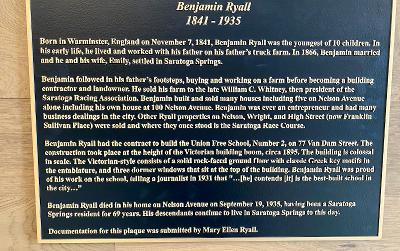 Benjamin Ryall
1841 - 1935
Born in Warminster, England on November 7, 1841, Benjamin Ryall was the youngest of 10 children. In
his early life, he lived and worked with his father on his father's truck farm. In 1866, Benjamin married
and he and his wife, Emily, settled in Saratoga Springs.
Benjamin followed in his father's footsteps, buying and working on a farm before becoming a building
contractor and landowner. He sold his farm to the late William C. Whitney, then president of the
Saratoga Racing Association. Benjamin built and sold many houses including five on Nelson Avenue
alone including his own house at 100 Nelson Avenue. Benjamin was ever an entrepreneur and had many
business dealings in the city. Other Ryall properties on Nelson, Wright, and High Street (now Franklin
Sullivan Place) were sold and where they once stood is the Saratoga Race Course.
Benjamin Ryall had the contract to build the Union Free School, Number 2, on 77 Van Dam Street. The
construction took place at the height of the Victorian building boom, circa 1895. The building is colossal
in scale. The Victorian-style consists of a solid rock-faced ground floor with classic Greek key motifs in
the entablature, and three dormer windows that sit at the top of the building. Benjamin was proud
of his work on the school, telling a journalist in 1931 that "...[he] contends [it] is the best-built school in
the city..."
Benjamin Ryall died in his home on Nelson Avenue on September 19, 1935, having been a Saratoga
Springs resident for 69 years. His descendants continue to live in Saratoga Springs to this day.
Documentation for this plaque was submitted by Mary Ellen Ryall.